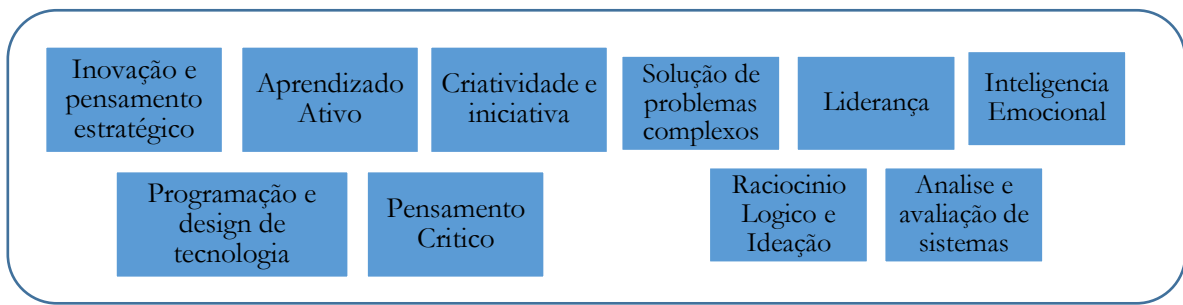 Inovação e
pensamento
estratégico
Aprendizado
Ativo
Criatividade e
iniciativa
Solução de
problemas
complexos
Liderança
Inteligencia
Emocional
Programação e
design de
tecnologia
Pensamento
Critico
Raciocinio
Logico e
Ideação
Analise e
avaliação de
sistemas